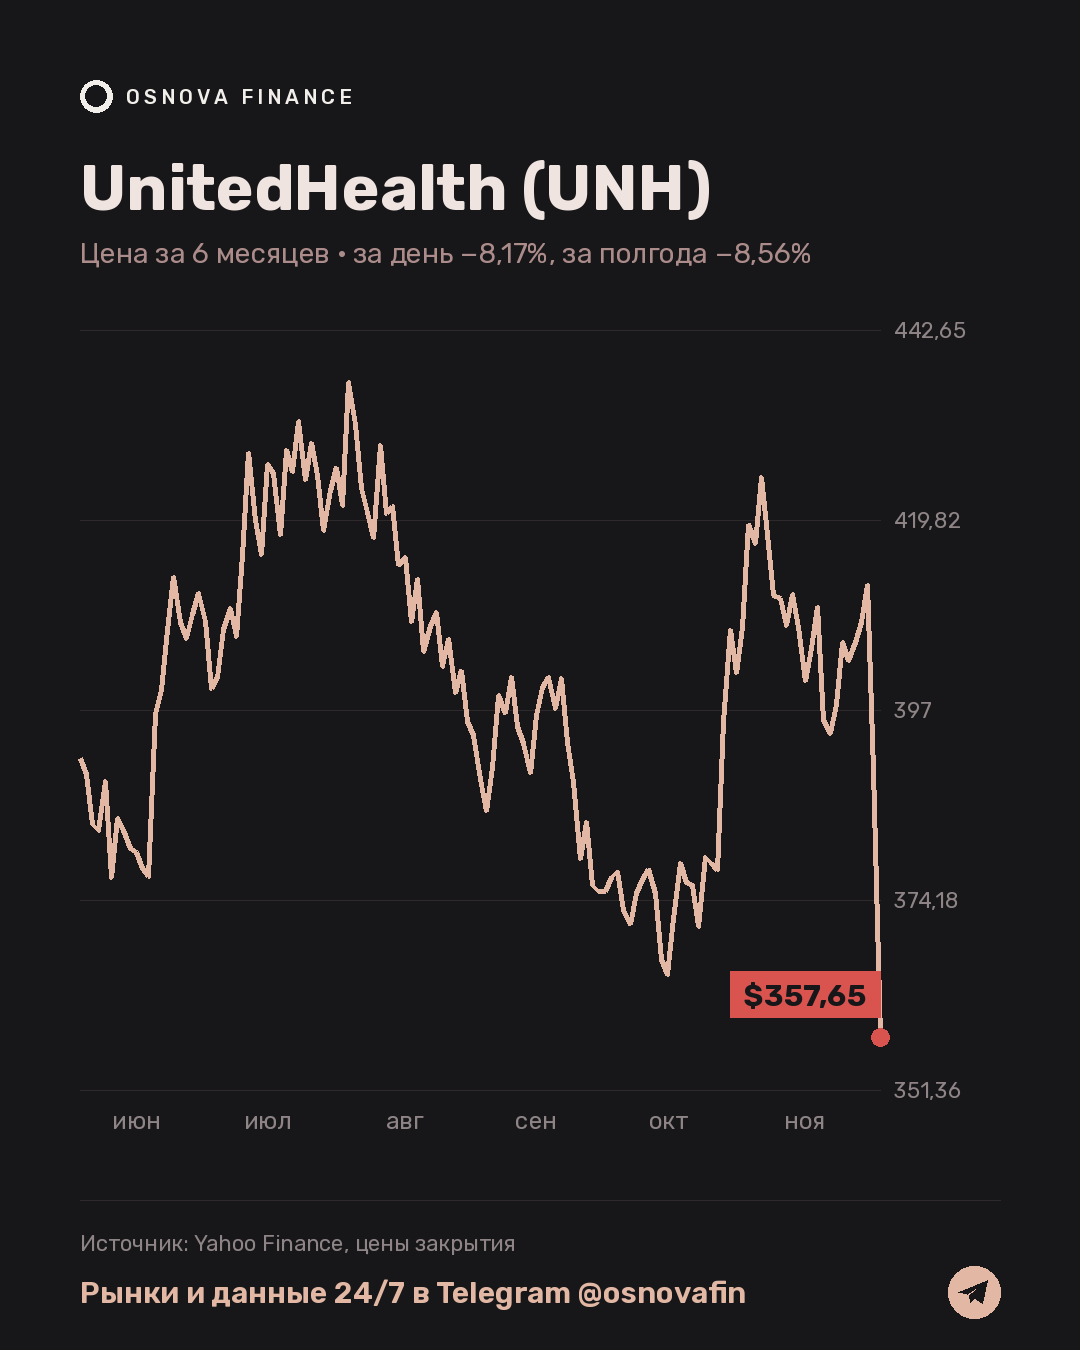 OSNOVA FINANCE
UnitedHealth (UNH)
Цена за 6 месяцев • за день −8,17%, за полгода −8,56%
442,65
419,82
397
374,18
$357,65
351,36
июн июл авг сен окт ноя
Источник: Yahoo Finance, цены закрытия
Рынки и данные 24/7 в Telegram @osnovafin